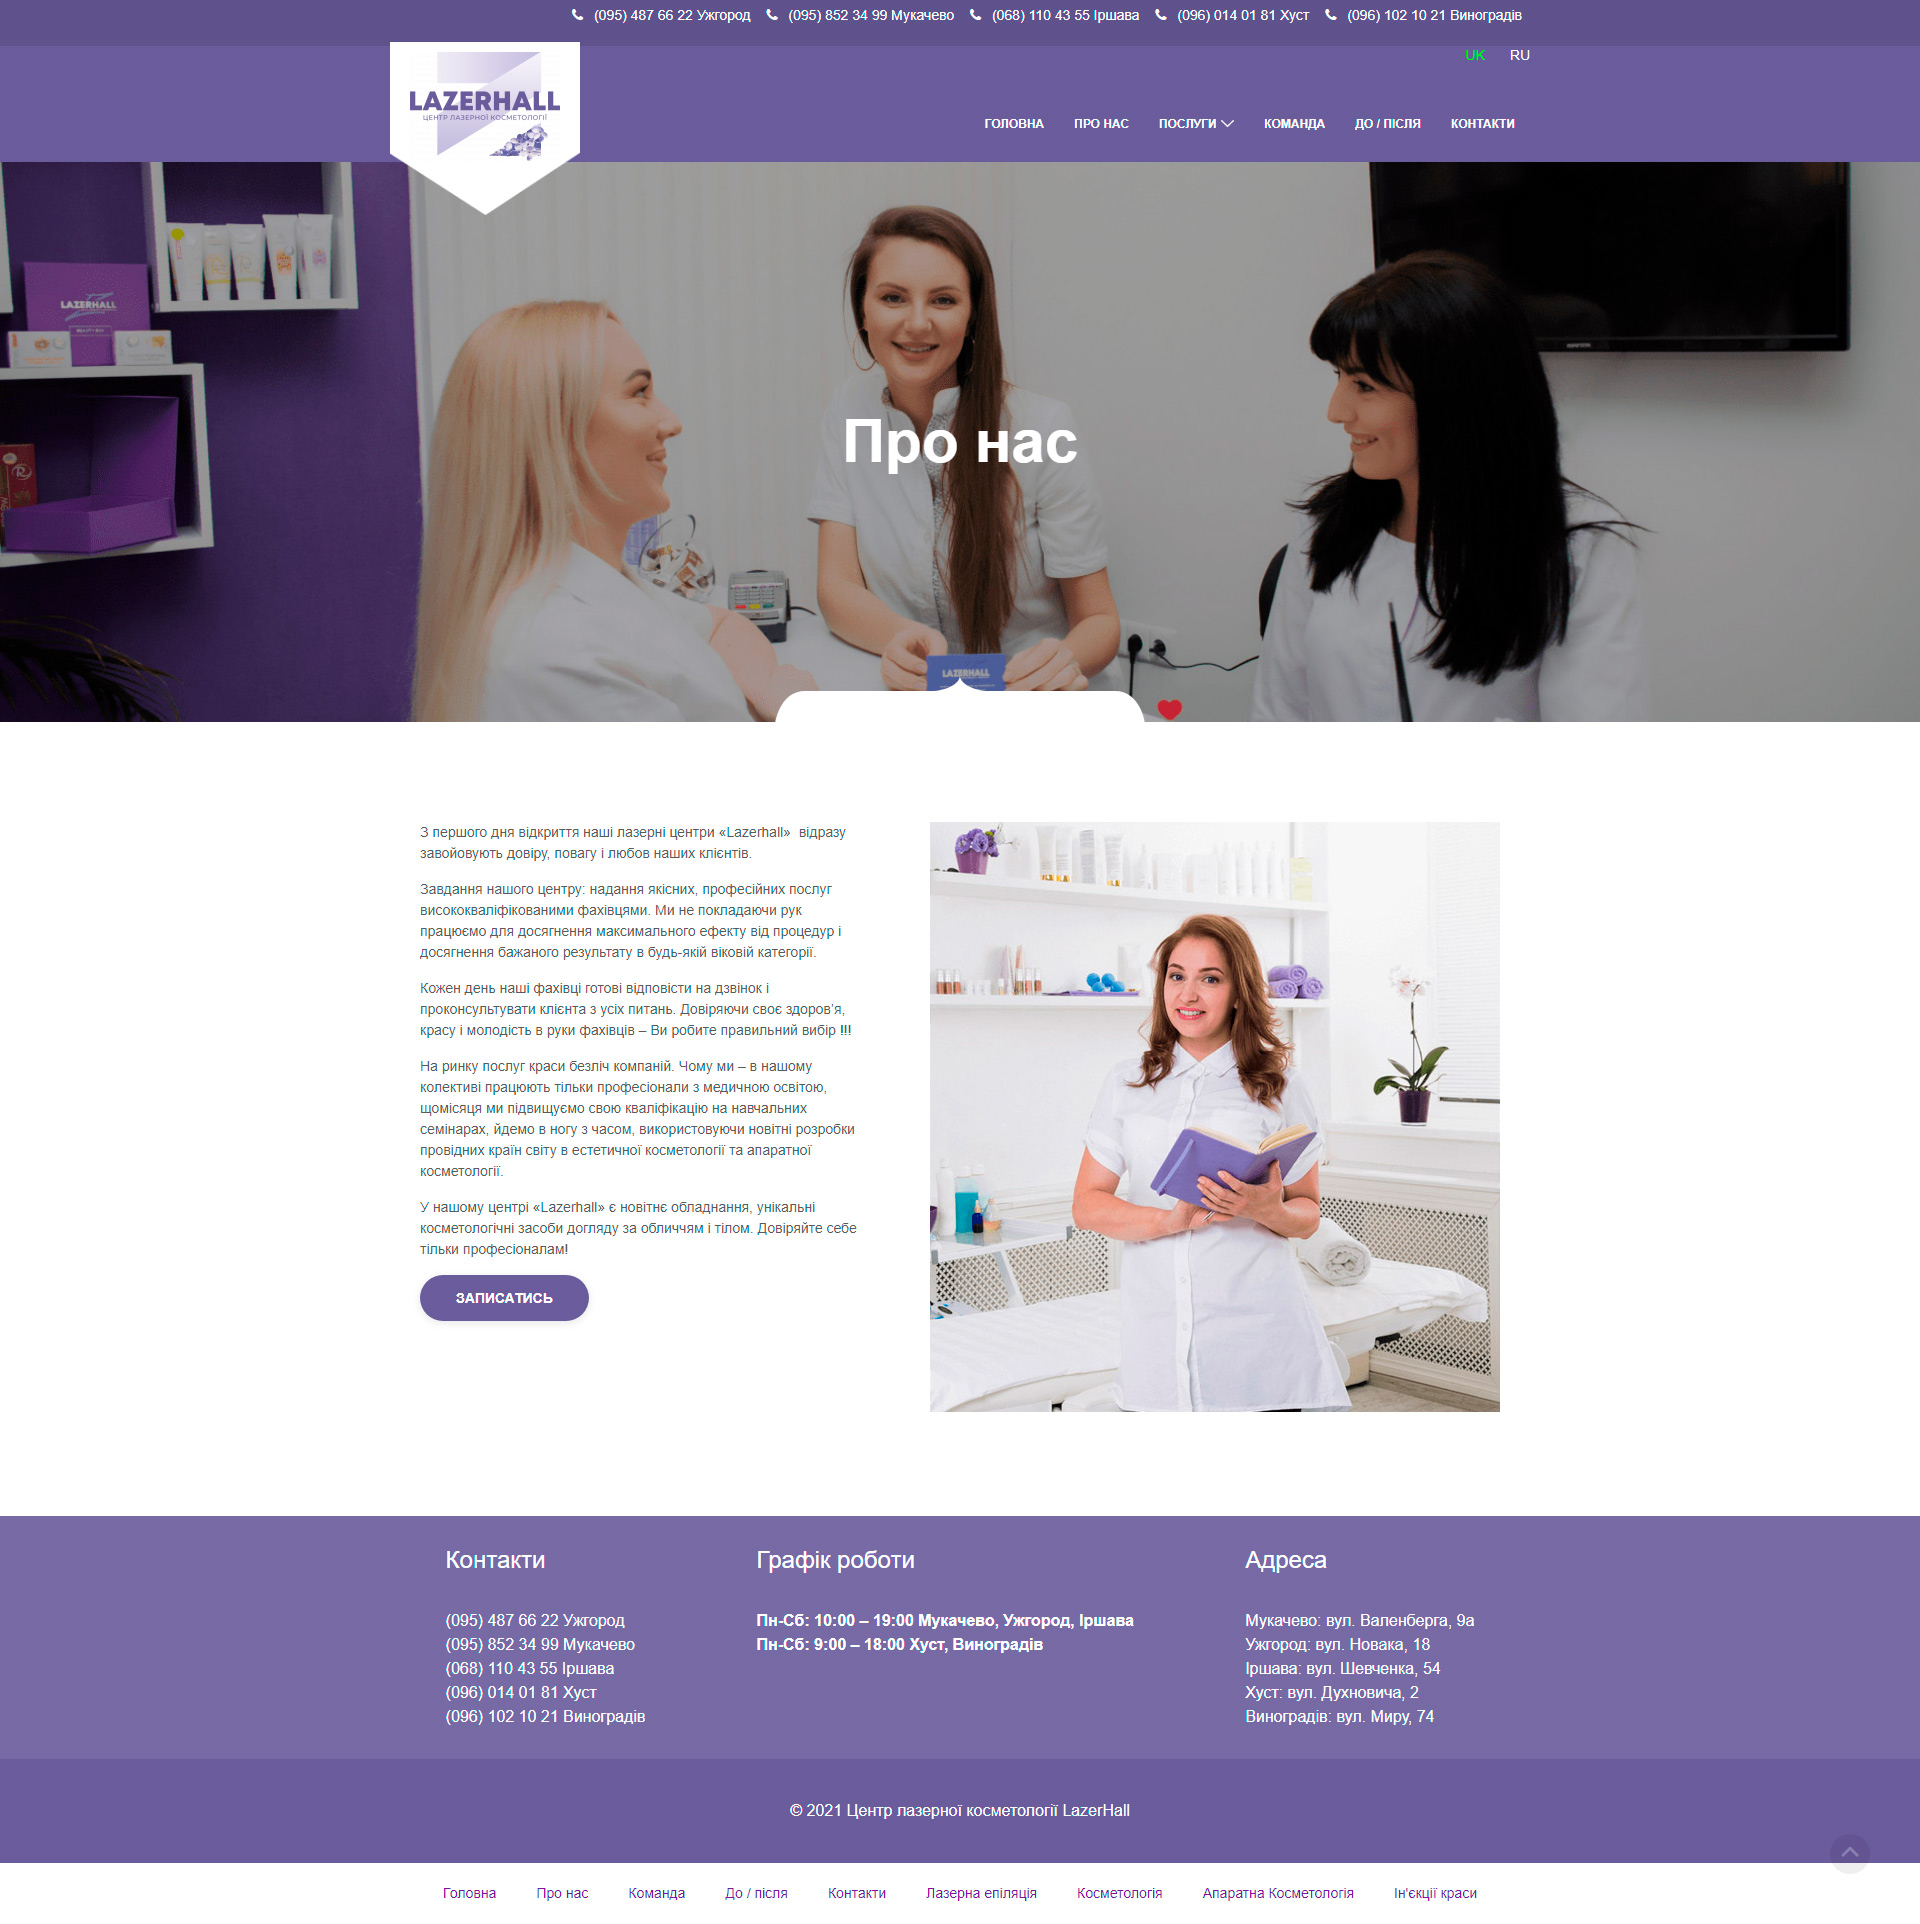 (095) 487 66 22 Ужгород (095) 852 34 99 Мукачево (068) 110 43 55 Іршава (096) 014 01 81 Хуст (096) 102 10 21 Виноградів
UK RU
LAZERHALL
ЦЕНТР ЛАЗЕРНОЇ КОСМЕТОЛОГІЇ
ГОЛОВНА ПРО НАС ПОСЛУГИ КОМАНДА ДО / ПІСЛЯ КОНТАКТИ
LAZERHALL
Про нас
LAZERHALL
З першого дня відкриття наші лазерні центри «Lazerhall» відразу
завойовують довіру, повагу і любов наших клієнтів.
Завдання нашого центру: надання якісних, професійних послуг
висококваліфікованими фахівцями. Ми не покладаючи рук
працюємо для досягнення максимального ефекту від процедур і
досягнення бажаного результату в будь-якій віковій категорії.
Кожен день наші фахівці готові відповісти на дзвінок і
проконсультувати клієнта з усіх питань. Довіряючи своє здоров’я,
красу і молодість в руки фахівців – Ви робите правильний вибір !!!
На ринку послуг краси безліч компаній. Чому ми – в нашому
колективі працюють тільки професіонали з медичною освітою,
щомісяця ми підвищуємо свою кваліфікацію на навчальних
семінарах, йдемо в ногу з часом, використовуючи новітні розробки
провідних країн світу в естетичної косметології та апаратної
косметології.
У нашому центрі «Lazerhall» є новітнє обладнання, унікальні
косметологічні засоби догляду за обличчям і тілом. Довіряйте себе
тільки професіоналам!
ЗАПИСАТИСЬ
Контакти
(095) 487 66 22 Ужгород
(095) 852 34 99 Мукачево
(068) 110 43 55 Іршава
(096) 014 01 81 Хуст
(096) 102 10 21 Виноградів
Графік роботи
Пн-Сб: 10:00 – 19:00 Мукачево, Ужгород, Іршава
Пн-Сб: 9:00 – 18:00 Хуст, Виноградів
Адреса
Мукачево: вул. Валенберга, 9а
Ужгород: вул. Новака, 18
Іршава: вул. Шевченка, 54
Хуст: вул. Духновича, 2
Виноградів: вул. Миру, 74
© 2021 Центр лазерної косметології LazerHall
Головна Про нас Команда До / після Контакти Лазерна епіляція Косметологія Апаратна Косметологія Ін'єкції краси